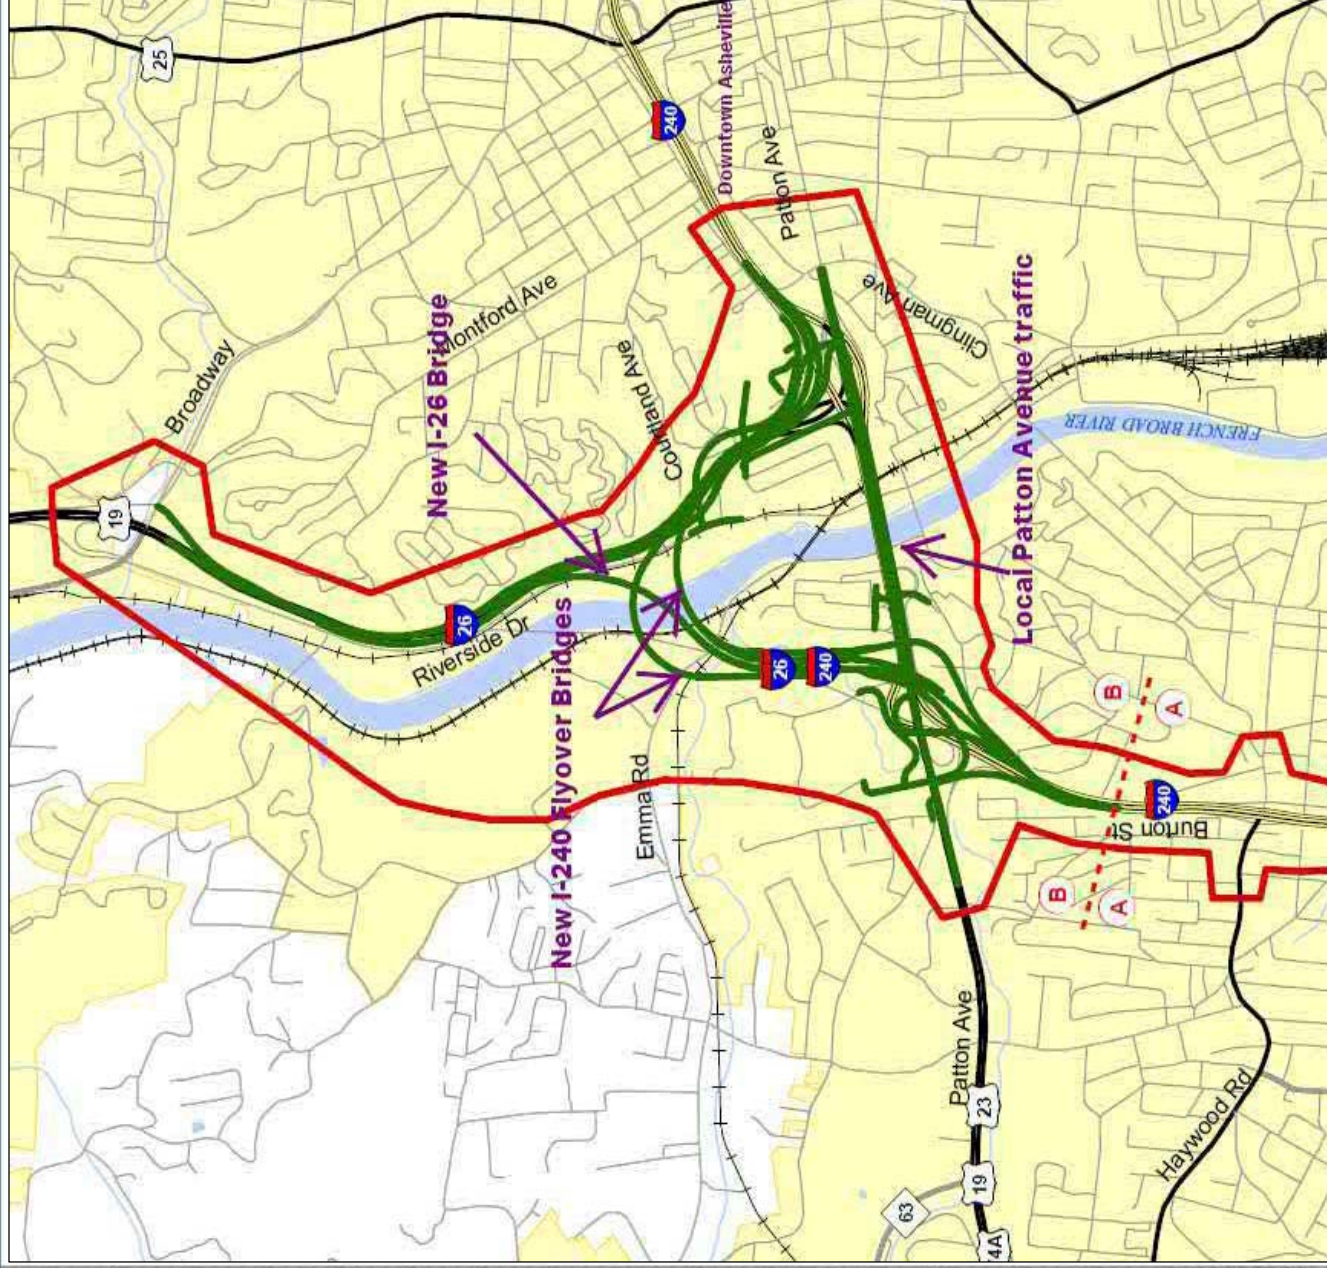 25
240
Downtown Asheville
Patton Ave
Montford Ave
Broadway
New I-26 Bridge
Courtland Ave
Clingman Ave
Local Patton Avenue traffic
FRENCH BROAD RIVER
19
26
Riverside Dr
New I-240 Flyover Bridges
26
240
Emma Rd
B
A
240
Burton St
B
A
Patton Ave
23
19
63
4A
Haywood Rd